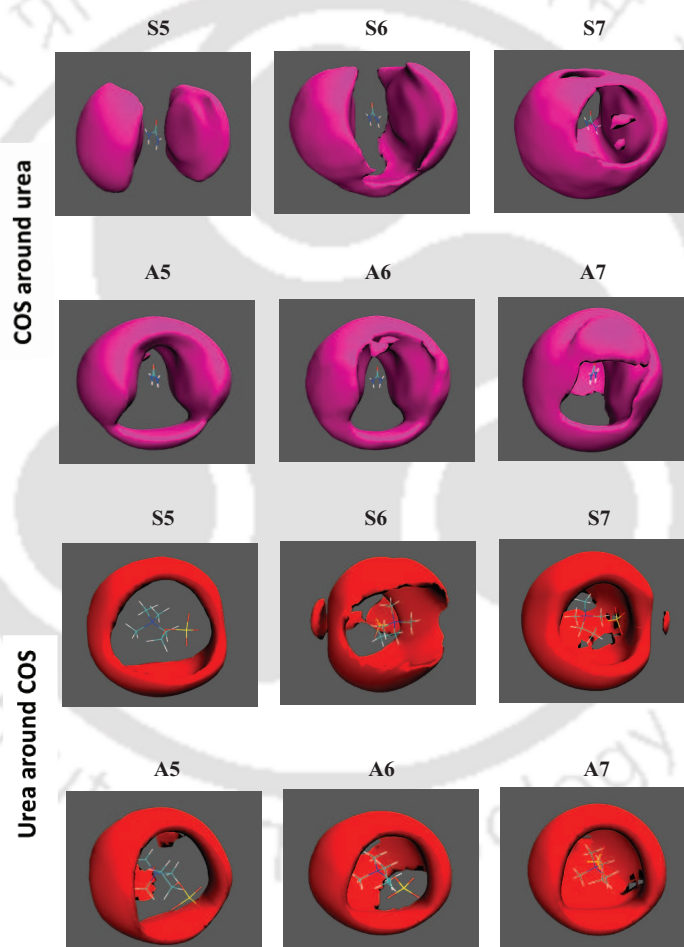 S5 S6 S7
COS around urea
A5 A6 A7
S5 S6 S7
Urea around COS
A5 A6 A7